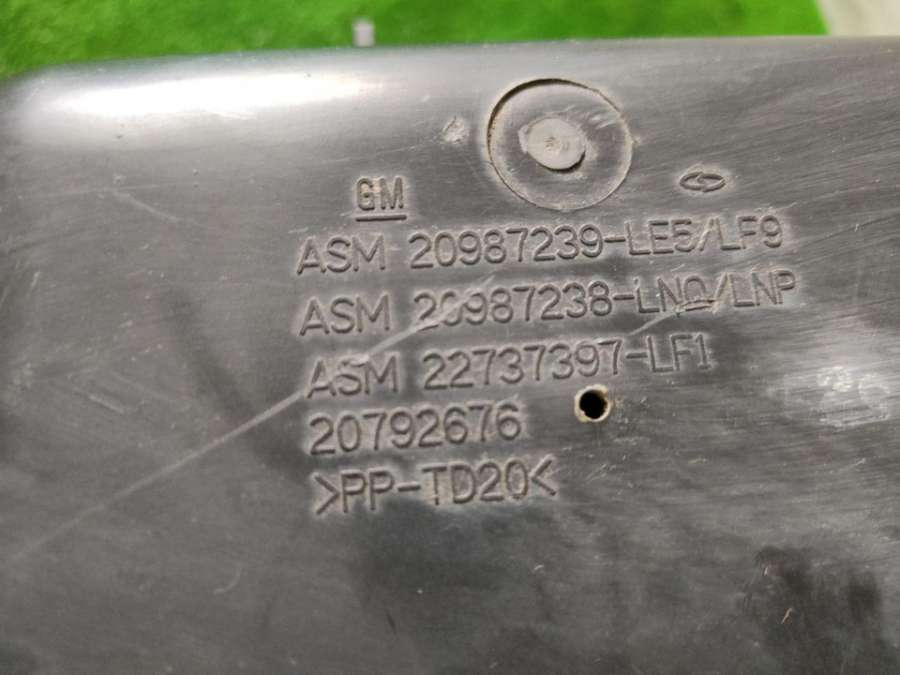 GM
ASM 20987239-LE5/LF9
ASM 20987238-LNQ/LNP
ASM 22737397-LF1
20792676
>PP-TD20<